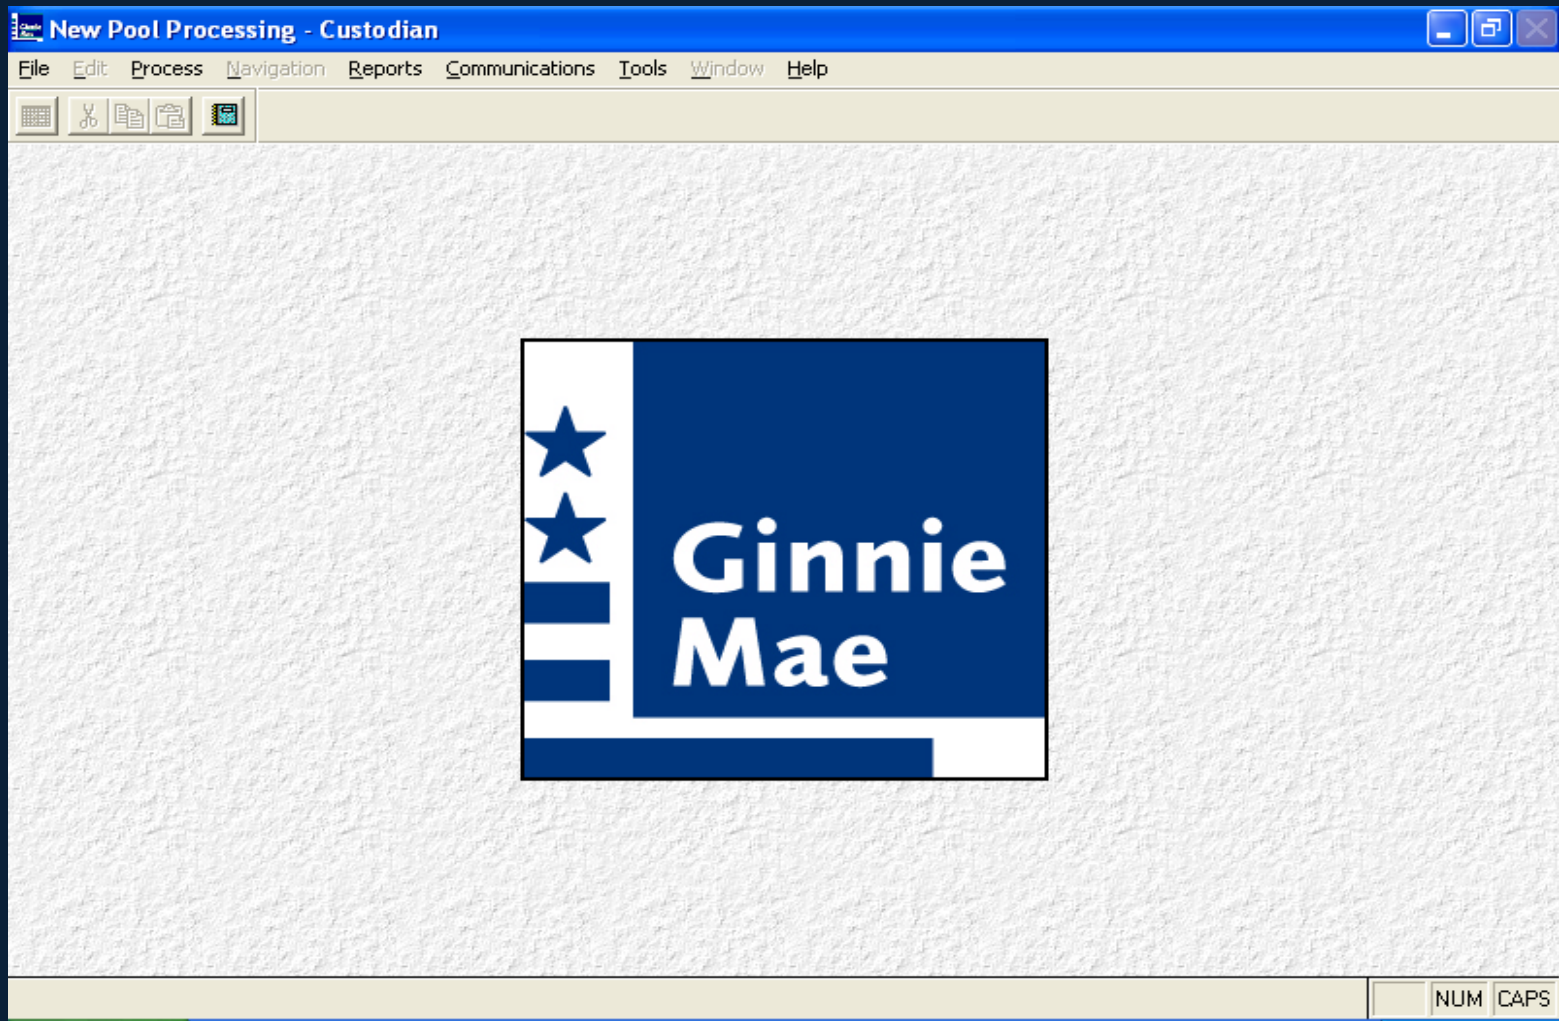 New Pool Processing - Custodian
File Edit Process Navigation Reports Communications Tools Window Help
Ginnie
Mae
NUM CAPS